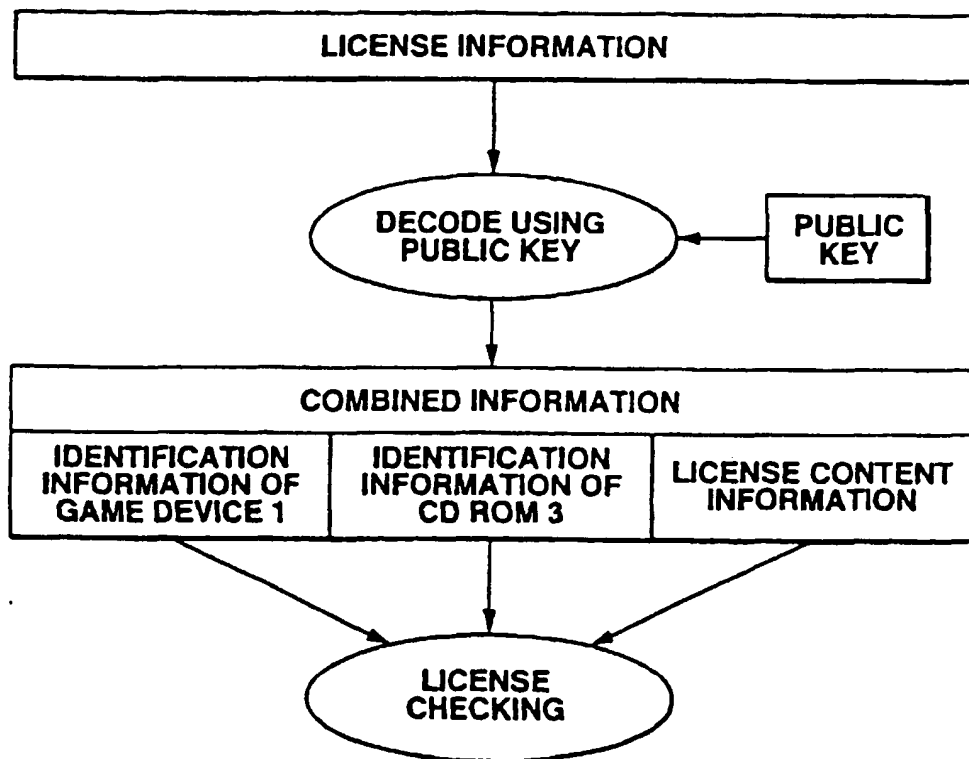 LICENSE INFORMATION
DECODE USING
PUBLIC KEY
PUBLIC
KEY
COMBINED INFORMATION
IDENTIFICATION
INFORMATION OF
GAME DEVICE 1
IDENTIFICATION
INFORMATION OF
CD ROM 3
LICENSE CONTENT
INFORMATION
LICENSE
CHECKING